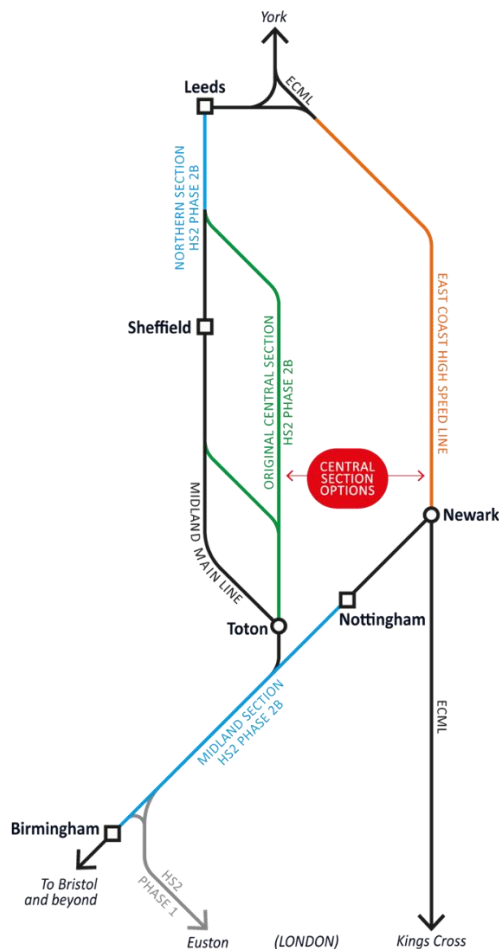 York
Leeds
ECML
NORTHERN SECTION
HS2 PHASE 2B
Sheffield
ORIGINAL CENTRAL SECTION
HS2 PHASE 2B
EAST COAST HIGH SPEED LINE
CENTRAL
SECTION
OPTIONS
MIDLAND MAIN LINE
Newark
Nottingham
Toton
MIDLAND SECTION
HS2 PHASE 2B
ECML
Birmingham
HS2
PHASE 1
To Bristol
and beyond
Euston (LONDON) Kings Cross